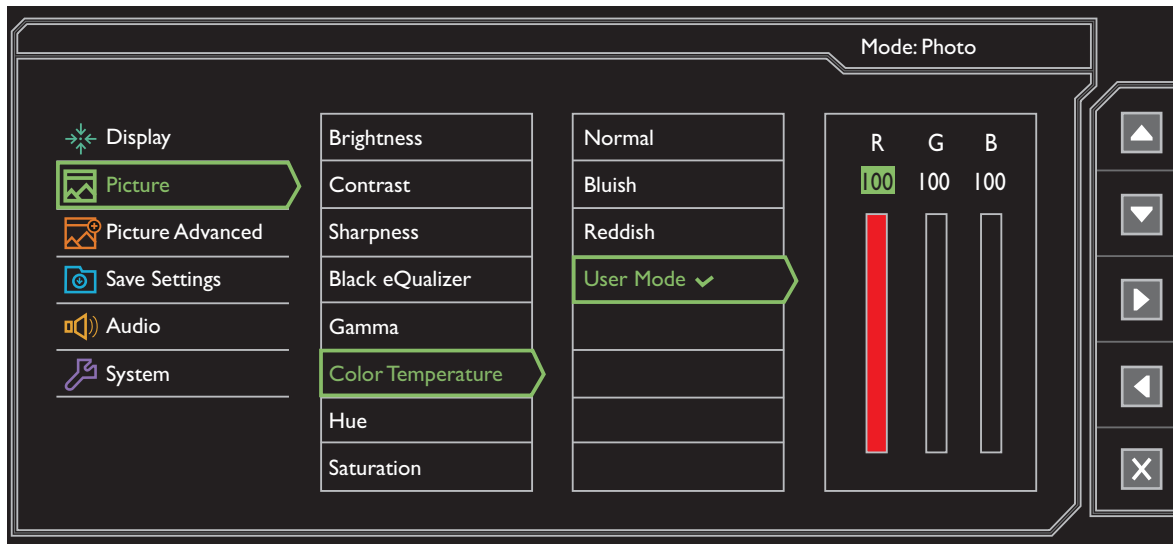 Mode: Photo
Display
Picture
Picture Advanced
Save Settings
Audio
System
Brightness
Contrast
Sharpness
Black eQualizer
Gamma
Color Temperature
Hue
Saturation
Normal
Bluish
Reddish
User Mode
R G B
100 100 100
X